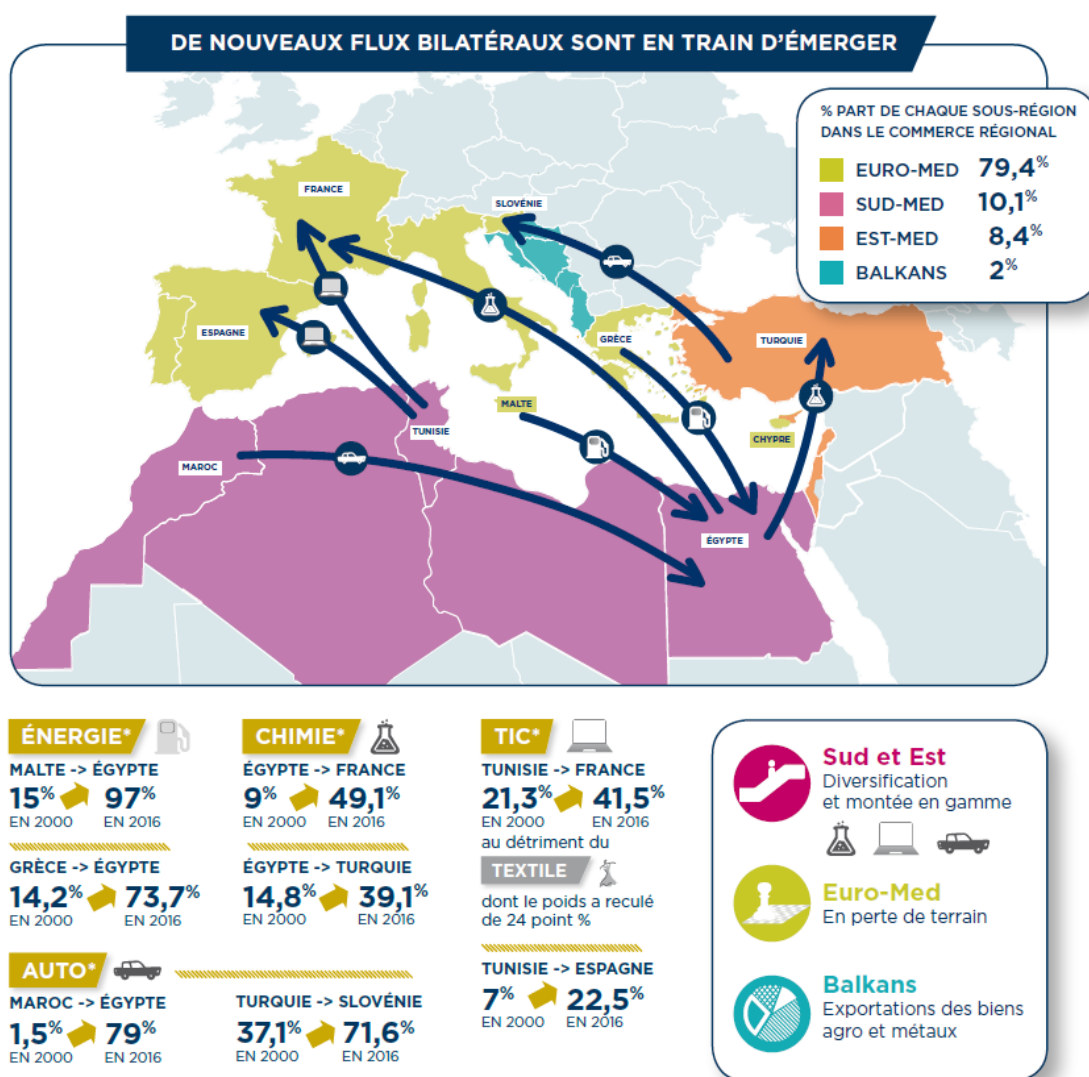 DE NOUVEAUX FLUX BILATÉRAUX SONT EN TRAIN D'ÉMERGER
% PART DE CHAQUE SOUS-RÉGION
DANS LE COMMERCE RÉGIONAL
EURO-MED 79,4%
SUD-MED 10,1%
EST-MED 8,4%
BALKANS 2%
FRANCE
SLOVÉNIE
ESPAGNE
GRÈCE
TURQUIE
MALTE
CHYPRE
TUNISIE
MAROC
ÉGYPTE
ÉNERGIE*
MALTE -> ÉGYPTE
15% 97%
EN 2000 EN 2016
GRÈCE -> ÉGYPTE
14,2% 73,7%
EN 2000 EN 2016
CHIMIE*
ÉGYPTE -> FRANCE
9% 49,1%
EN 2000 EN 2016
ÉGYPTE -> TURQUIE
14,8% 39,1%
EN 2000 EN 2016
TIC*
TUNISIE -> FRANCE
21,3% 41,5%
EN 2000 EN 2016
au détriment du
TEXTILE
dont le poids a reculé
de 24 point %
TUNISIE -> ESPAGNE
7% 22,5%
EN 2000 EN 2016
AUTO*
MAROC -> ÉGYPTE
1,5% 79%
EN 2000 EN 2016
TURQUIE -> SLOVÉNIE
37,1% 71,6%
EN 2000 EN 2016
Sud et Est
Diversification
et montée en gamme
Euro-Med
En perte de terrain
Balkans
Exportations des biens
agro et métaux